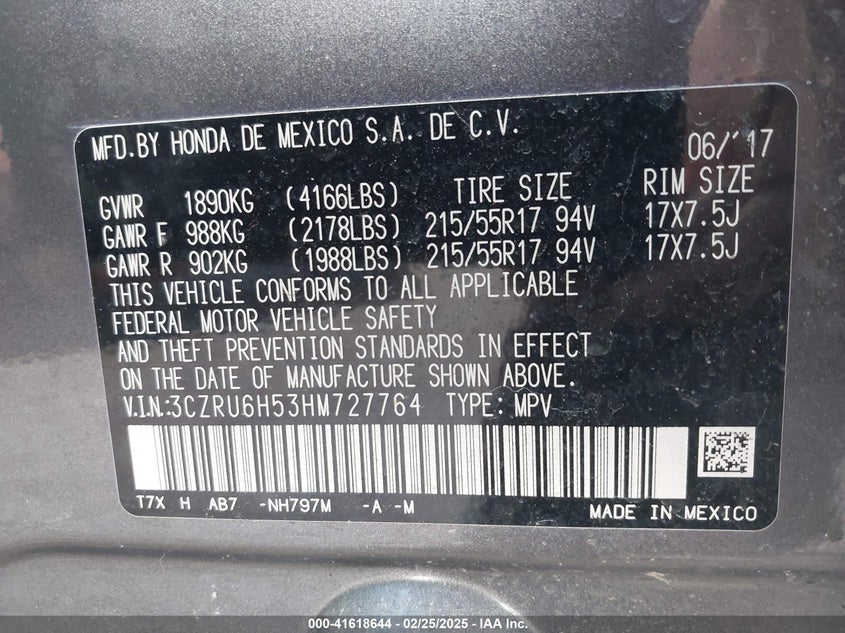 MFD.BY HONDA DE MEXICO S.A. DE C.V.
06/'17
GVWR 1890KG (4166LBS) TIRE SIZE RIM SIZE
GAWR F 988KG (2178LBS) 215/55R17 94V 17X7.5J
GAWR R 902KG (1988LBS) 215/55R17 94V 17X7.5J
THIS VEHICLE CONFORMS TO ALL APPLICABLE
FEDERAL MOTOR VEHICLE SAFETY
AND THEFT PREVENTION STANDARDS IN EFFECT
ON THE DATE OF MANUFACTURE SHOWN ABOVE.
V.I.N.:3CZRU6H53HM727764 TYPE: MPV
T7X H AB7 -NH797M -A -M MADE IN MEXICO
000-41618644 - 02/25/2025 - IAA Inc.